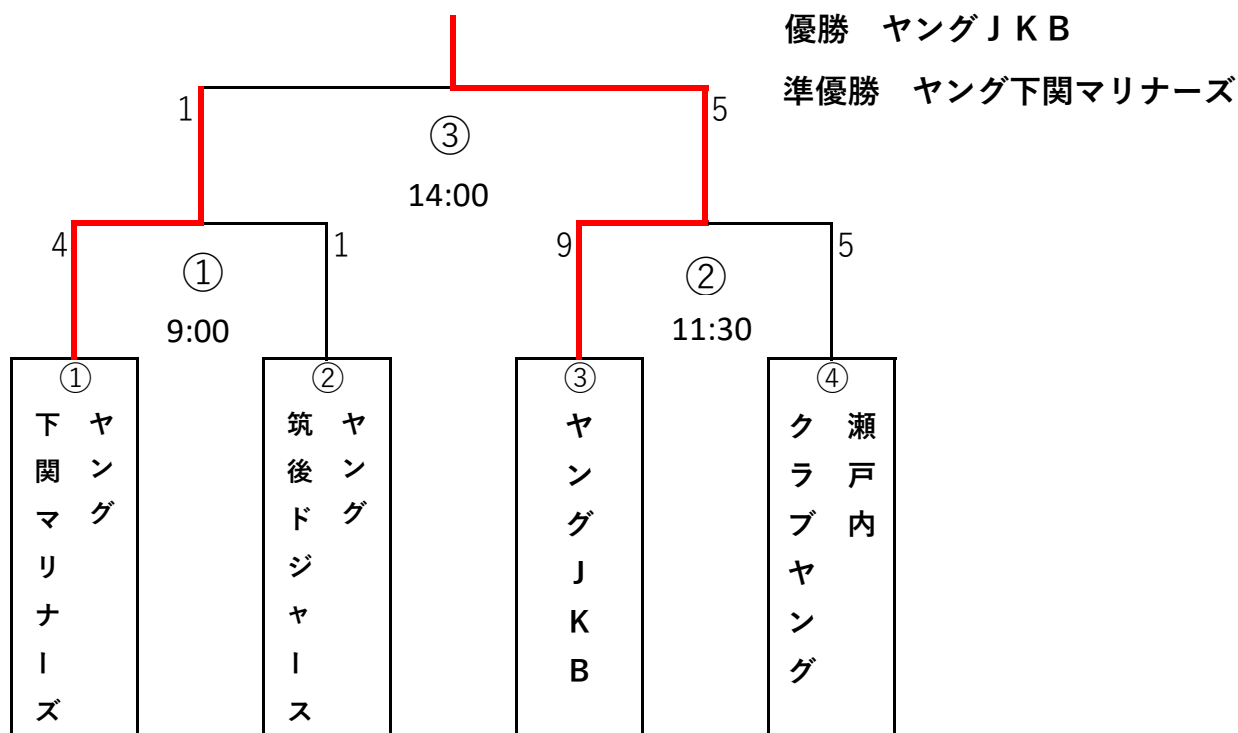 優勝　ヤングＪＫＢ
準優勝　ヤング下関マリナーズ
1
5
③
14:00
4
1
9
5
①
②
9:00
11:30
①
ヤング
下関マリナーズ
②
ヤング
筑後ドジャース
③
ヤングＪＫＢ
④
瀬戸内
クラブヤング